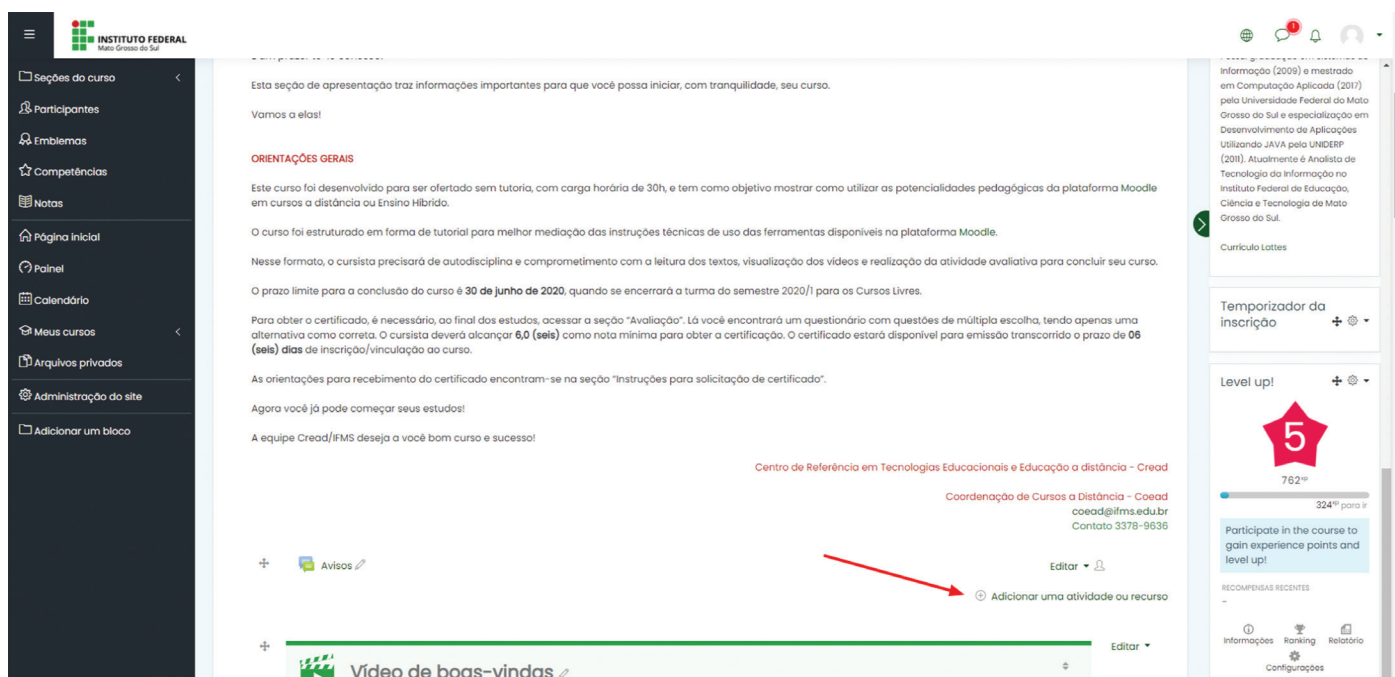 INSTITUTO FEDERAL
Mato Grosso do Sul
1
Seções do curso
Participantes
Emblemas
Competências
Notas
Página inicial
Painel
Calendário
Meus cursos
Arquivos privados
Administração do site
Adicionar um bloco
Esta seção de apresentação traz informações importantes para que você possa iniciar, com tranquilidade, seu curso.
Vamos a elas!
ORIENTAÇÕES GERAIS
Este curso foi desenvolvido para ser ofertado sem tutoria, com carga horária de 30h, e tem como objetivo mostrar como utilizar as potencialidades pedagógicas da plataforma Moodle
em cursos a distância ou Ensino Híbrido.
O curso foi estruturado em forma de tutorial para melhor mediação das instruções técnicas de uso das ferramentas disponíveis na plataforma Moodle.
Nesse formato, o cursista precisará de autodisciplina e comprometimento com a leitura dos textos, visualização dos vídeos e realização da atividade avaliativa para concluir seu curso.
O prazo limite para a conclusão do curso é 30 de junho de 2020, quando se encerrará a turma do semestre 2020/1 para os Cursos Livres.
Para obter o certificado, é necessário, ao final dos estudos, acessar a seção "Avaliação". Lá você encontrará um questionário com questões de múltipla escolha, tendo apenas uma
alternativa como correta. O cursista deverá alcançar 6,0 (seis) como nota mínima para obter a certificação. O certificado estará disponível para emissão transcorrido o prazo de 06
(seis) dias de inscrição/vinculação ao curso.
As orientações para recebimento do certificado encontram-se na seção "Instruções para solicitação de certificado".
Agora você já pode começar seus estudos!
A equipe Cread/IFMS deseja a você bom curso e sucesso!
Centro de Referência em Tecnologias Educacionais e Educação a distância - Cread
Coordenação de Cursos a Distância - Coead
coead@ifms.edu.br
Contato 3378-9636
Avisos
Editar
Adicionar uma atividade ou recurso
Editar
Vídeo de boas-vindas
Informação (2009) e mestrado
em Computação Aplicada (2017)
pela Universidade Federal do Mato
Grosso do Sul e especialização em
Desenvolvimento de Aplicações
Utilizando JAVA pela UNIDERP
(2011). Atualmente é Analista de
Tecnologia da Informação no
Instituto Federal de Educação,
Ciência e Tecnologia de Mato
Grosso do Sul.
Currículo Lattes
Temporizador da
inscrição
Level up!
5
762xp
324xp para ir
Participate in the course to
gain experience points and
level up!
RECOMPENSAS RECENTES
-
Informações Ranking Relatório
Configurações